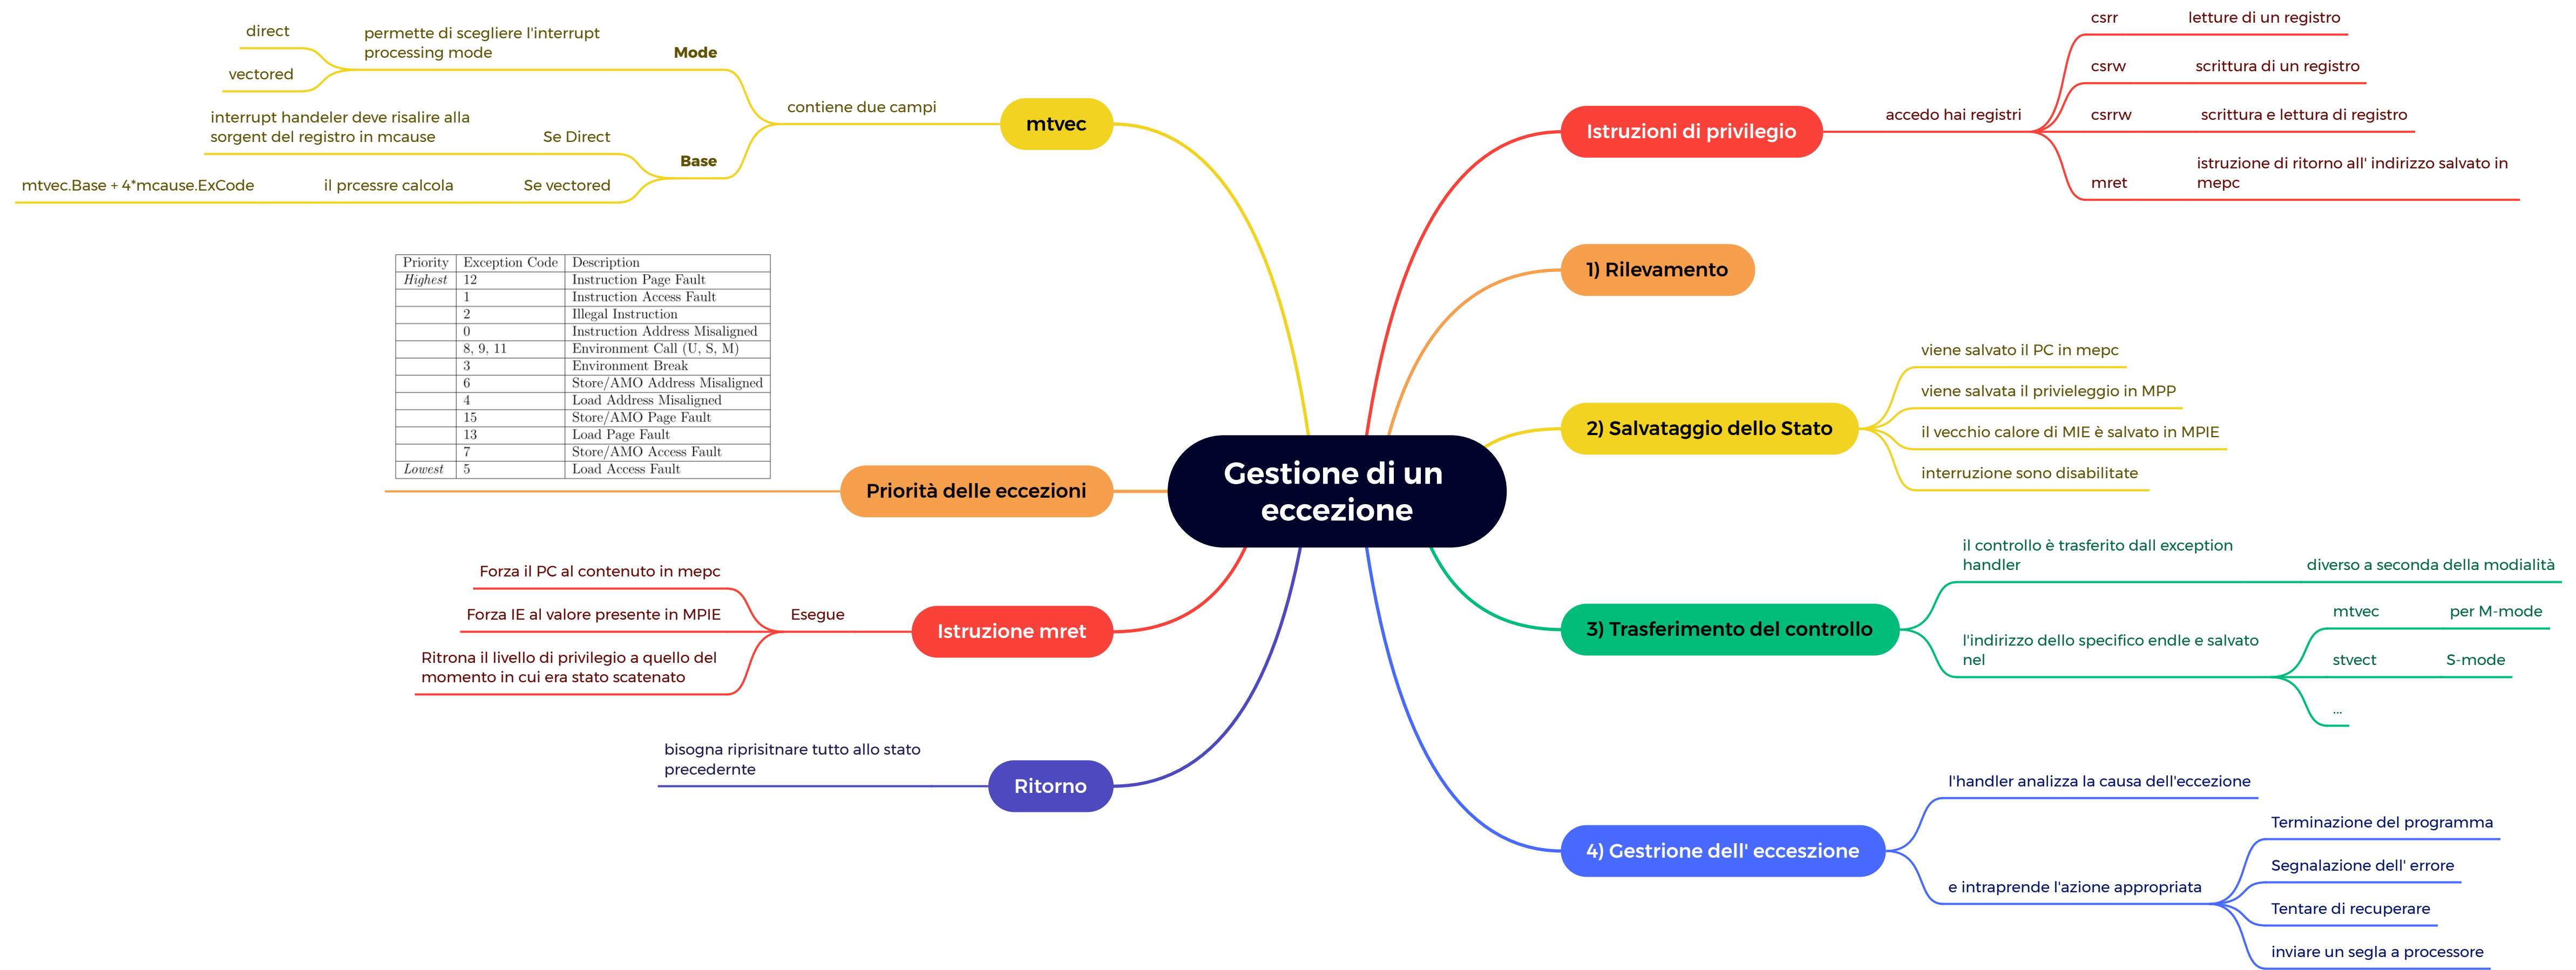 Gestione di un
eccezione
Istruzioni di privilegio
accedo hai registri
csrr
letture di un registro
csrw
scrittura di un registro
csrrw
scrittura e lettura di registro
mret
istruzione di ritorno all' indirizzo salvato in
mepc
1) Rilevamento
2) Salvataggio dello Stato
viene salvato il PC in mepc
viene salvata il privieleggio in MPP
il vecchio calore di MIE è salvato in MPIE
interruzione sono disabilitate
3) Trasferimento del controllo
il controllo è trasferito dall exception
handler
diverso a seconda della modialità
l'indirizzo dello specifico endle e salvato
nel
mtvec
per M-mode
stvect
S-mode
...
4) Gestrione dell' eccceszione
l'handler analizza la causa dell'eccezione
e intraprende l'azione appropriata
Terminazione del programma
Segnalazione dell' errore
Tentare di recuperare
inviare un segla a processore
mtvec
contiene due campi
Mode
permette di scegliere l'interrupt
processing mode
direct
vectored
Base
Se Direct
interrupt handeler deve risalire alla
sorgent del registro in mcause
Se vectored
il prcessre calcola
mtvec.Base + 4*mcause.ExCode
Priorità delle eccezioni
Priority Exception Code Description
Highest 12 Instruction Page Fault
1 Instruction Access Fault
2 Illegal Instruction
0 Instruction Address Misaligned
8, 9, 11 Environment Call (U, S, M)
3 Environment Break
6 Store/AMO Address Misaligned
4 Load Address Misaligned
15 Store/AMO Page Fault
13 Load Page Fault
7 Store/AMO Access Fault
Lowest 5 Load Access Fault
Istruzione mret
Esegue
Forza il PC al contenuto in mepc
Forza IE al valore presente in MPIE
Ritrona il livello di privilegio a quello del
momento in cui era stato scatenato
Ritorno
bisogna riprisitnare tutto allo stato
precedernte